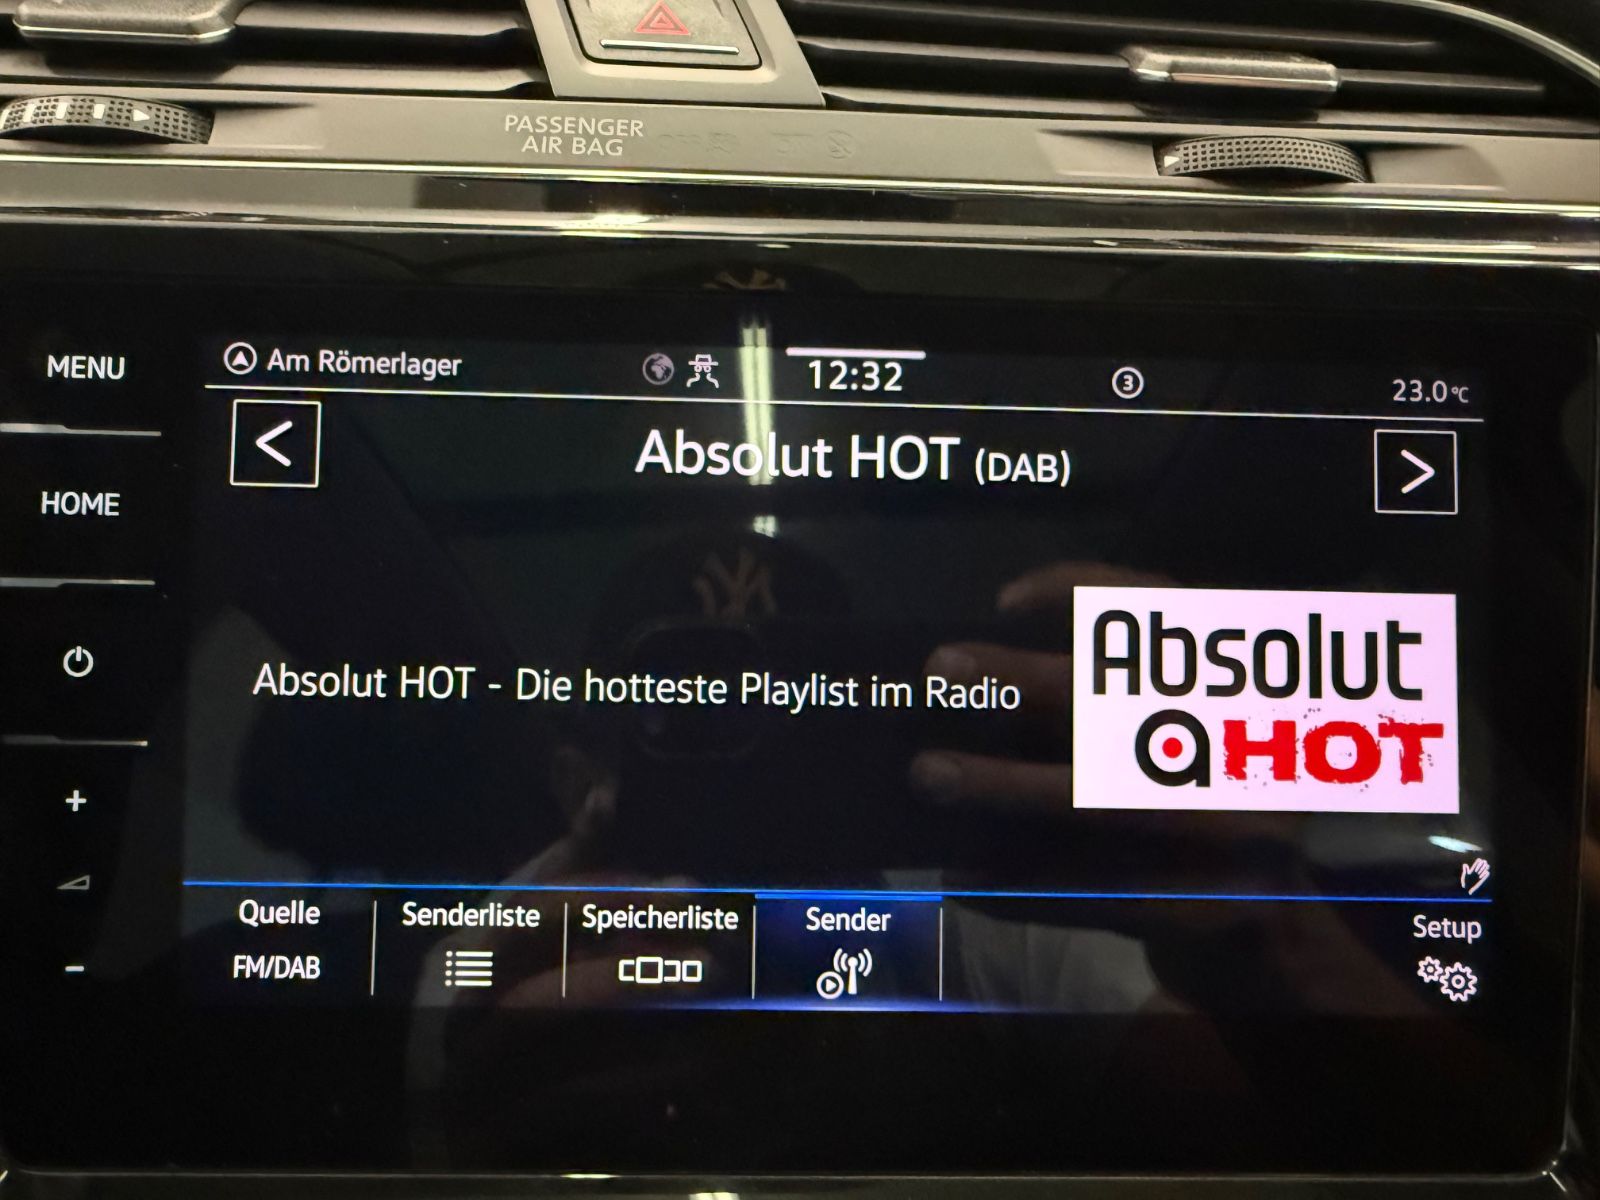 PASSENGER
AIR BAG
MENU
HOME
Am Römerlager
12:32
3
23.0°C
Absolut HOT (DAB)
Absolut HOT - Die hotteste Playlist im Radio
Absolut
a HOT
Quelle
FM/DAB
Senderliste
Speicherliste
Sender
Setup